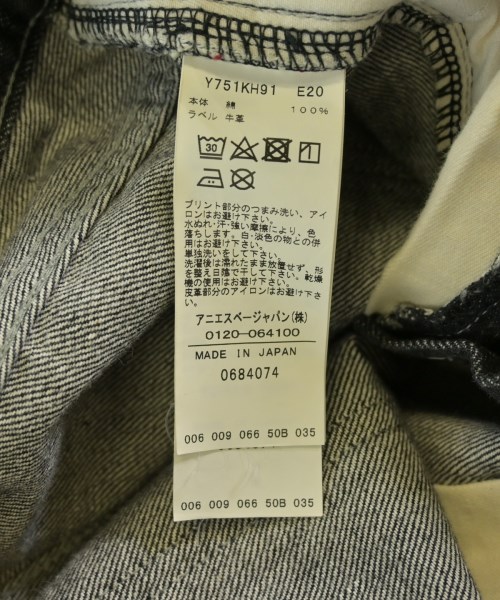 Y751KH91 E20
本体 綿 100%
ラベル 牛革
30
プリント部分のつまみ洗い、アイ
ロンはお避け下さい。
水ぬれ・汗・強い摩擦により、色
落ちします。白・淡色の物との併
用はお避け下さい。
単独洗いをして下さい。
洗濯後は濡れたまま放置せず、形
を整え日陰で干して下さい。乾燥
機の使用はお避け下さい。
皮革部分のアイロンはお避け下さ
い。
アニエスベージャパン(株)
0120-064100
MADE IN JAPAN
0684074
006 009 066 50B 035
006 009 066 50B 035